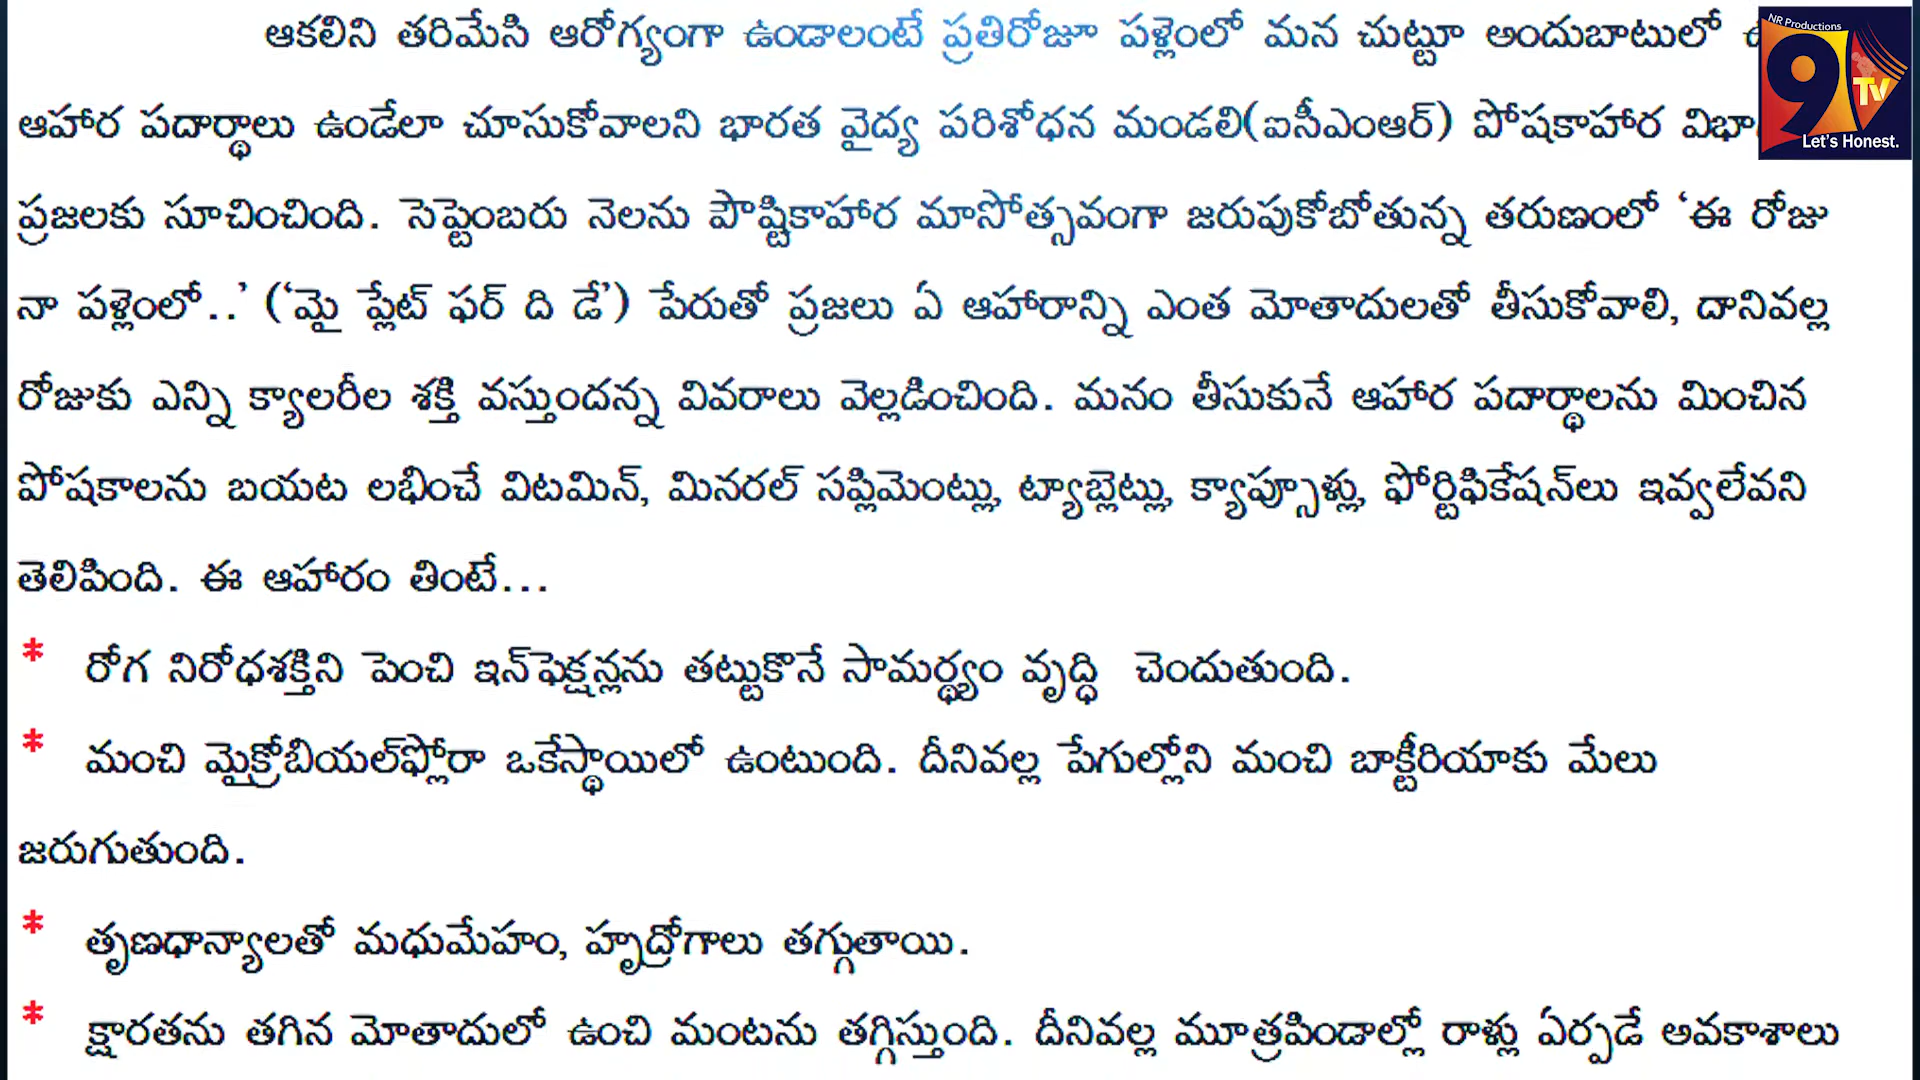 ఆకలిని తరిమేసి ఆరోగ్యంగా ఉండాలంటే ప్రతిరోజూ పళ్లెంలో మన చుట్టూ అందుబాటులో
NR Productions
9 TV
Let's Honest.
ఆహార పదార్థాలు ఉండేలా చూసుకోవాలని భారత వైద్య పరిశోధన మండలి(ఐసీఎంఆర్) పోషకాహార
ప్రజలకు సూచించింది. సెప్టెంబరు నెలను పౌష్టికాహార మాసోత్సవంగా జరుపుకోబోతున్న తరుణంలో ‘ఈ రోజు
నా పళ్లెంలో..’ (‘మై ప్లేట్ ఫర్ ది డే’) పేరుతో ప్రజలు ఏ ఆహారాన్ని ఎంత మోతాదులతో తీసుకోవాలి, దానివల్ల
రోజుకు ఎన్ని క్యాలరీల శక్తి వస్తుందన్న వివరాలు వెల్లడించింది. మనం తీసుకునే ఆహార పదార్థాలను మించిన
పోషకాలను బయట లభించే విటమిన్, మినరల్ సప్లిమెంట్లు, ట్యాబ్లెట్లు, క్యాప్సూళ్లు, ఫోర్టిఫికేషన్‌లు ఇవ్వలేవని
తెలిపింది. ఈ ఆహారం తింటే...
* రోగ నిరోధశక్తిని పెంచి ఇన్‌ఫెక్షన్లను తట్టుకొనే సామర్థ్యం వృద్ధి చెందుతుంది.
* మంచి మైక్రోబియల్‌ఫ్లోరా ఒకేస్థాయిలో ఉంటుంది. దీనివల్ల పేగుల్లోని మంచి బాక్టీరియాకు మేలు
జరుగుతుంది.
* తృణధాన్యాలతో మధుమేహం, హృద్రోగాలు తగ్గుతాయి.
* క్షారతను తగిన మోతాదులో ఉంచి మంటను తగ్గిస్తుంది. దీనివల్ల మూత్రపిండాల్లో రాళ్లు ఏర్పడే అవకాశాలు